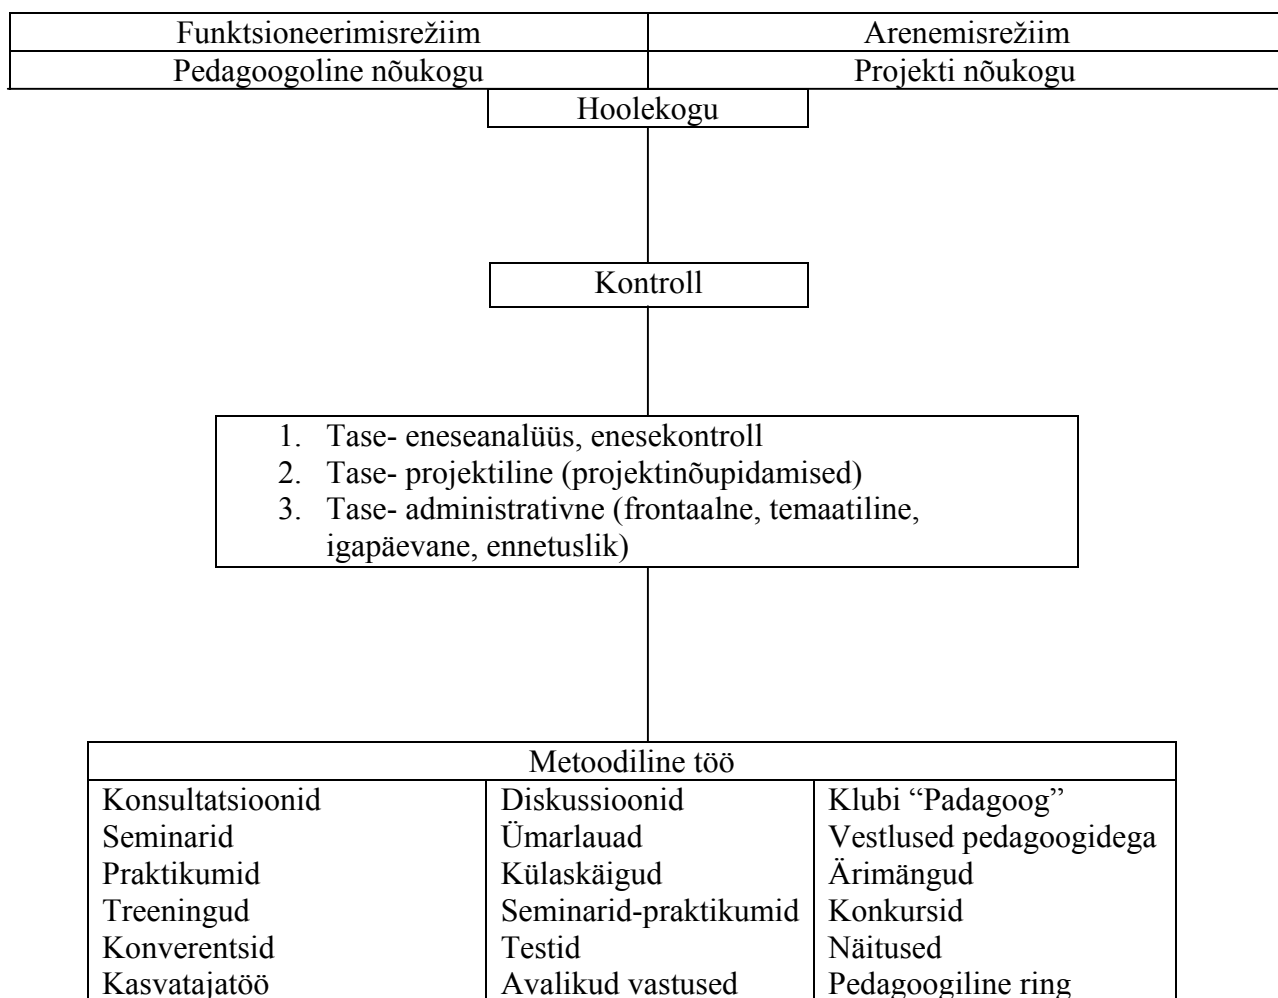 Funktsioneerimisrežiim
Arenemisrežiim
Pedagoogoline nõukogu
Projekti nõukogu
Hoolekogu
Kontroll
1. Tase- eneseanalüüs, enesekontroll
2. Tase- projektiline (projektinõupidamised)
3. Tase- administrativne (frontaalne, temaatiline,
igapäevane, ennetuslik)
Metoodiline töö
Konsultatsioonid
Seminarid
Praktikumid
Treeningud
Konverentsid
Kasvatajatöö
Diskussioonid
Ümarlauad
Külaskäigud
Seminarid-praktikumid
Testid
Avalikud vastused
Klubi “Padagoog”
Vestlused pedagoogidega
Ärimängud
Konkursid
Näitused
Pedagoogiline ring